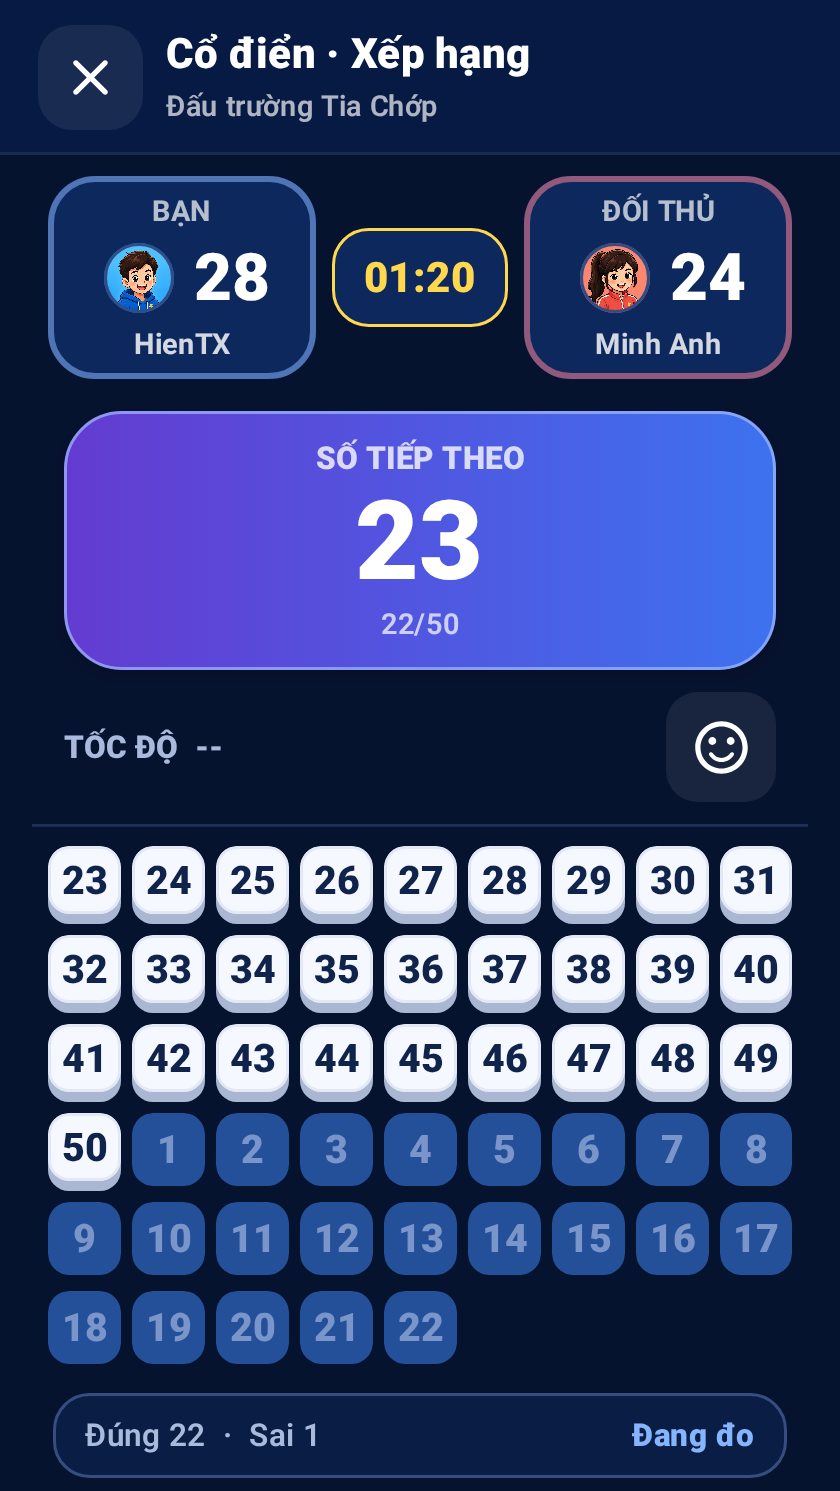 Cổ điển · Xếp hạng
Đấu trường Tia Chớp
BẠN
28
HienTX
01:20
ĐỐI THỦ
24
Minh Anh
SỐ TIẾP THEO
23
22/50
TỐC ĐỘ --
23 24 25 26 27 28 29 30 31
32 33 34 35 36 37 38 39 40
41 42 43 44 45 46 47 48 49
50 1 2 3 4 5 6 7 8
9 10 11 12 13 14 15 16 17
18 19 20 21 22
Đúng 22 · Sai 1 Đang đo